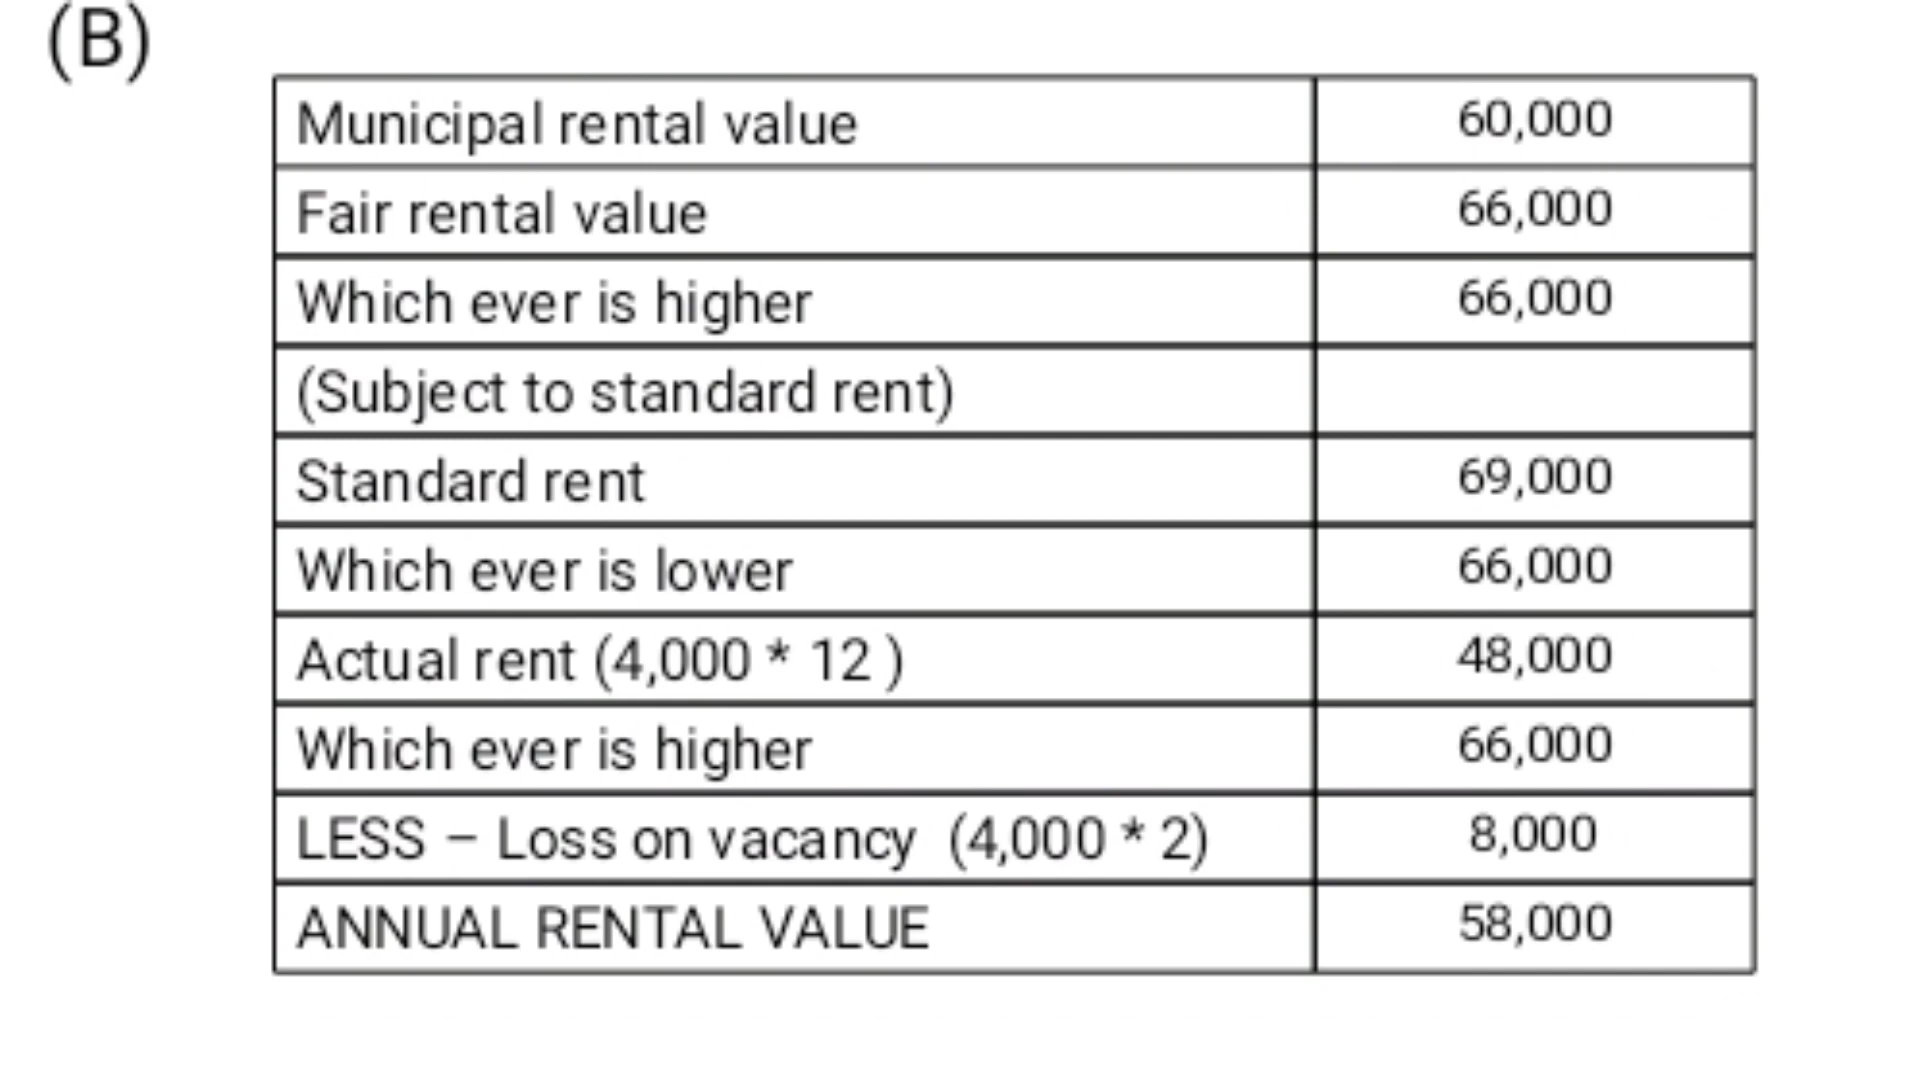 (B)
Municipal rental value 60,000
Fair rental value 66,000
Which ever is higher 66,000
(Subject to standard rent)
Standard rent 69,000
Which ever is lower 66,000
Actual rent (4,000 * 12 ) 48,000
Which ever is higher 66,000
LESS – Loss on vacancy (4,000 * 2) 8,000
ANNUAL RENTAL VALUE 58,000